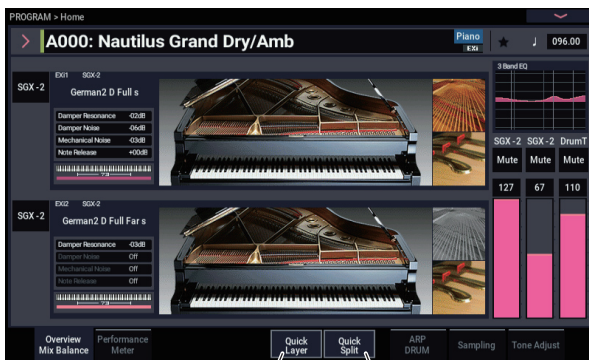 PROGRAM > Home
A000: Nautilus Grand Dry/Amb
Piano
EXi
♩ 096.00
EXI1 SGX-2
SGX-2
German2 D Full s
Damper Resonance -02dB
Damper Noise -06dB
Mechanical Noise -03dB
Note Release +00dB
73
3 Band EQ
SGX-2 SGX-2 DrumT
Mute Mute Mute
127 67 110
EXI2 SGX-2
SGX-2
German2 D Full Far s
Damper Resonance -03dB
Damper Noise Off
Mechanical Noise Off
Note Release Off
73
Overview
Mix Balance
Performance
Meter
Quick
Layer
Quick
Split
ARP
DRUM
Sampling
Tone Adjust